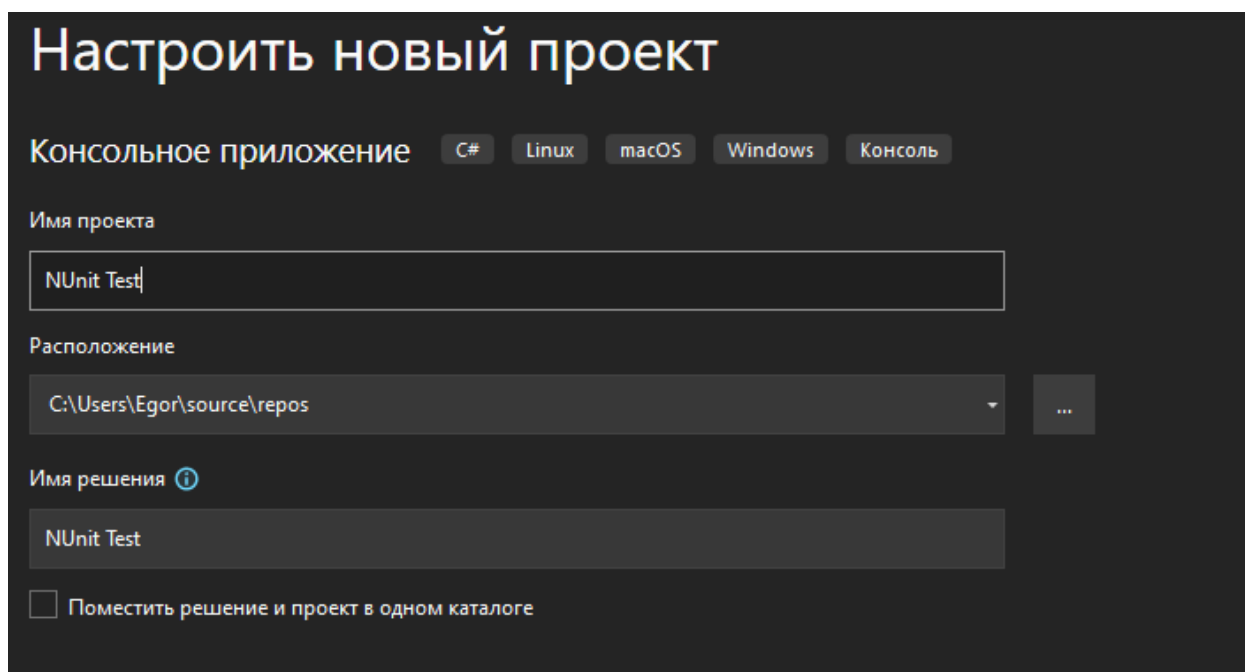 Настроить новый проект
Консольное приложение C# Linux macOS Windows Консоль
Имя проекта
NUnit Test
Расположение
C:\Users\Egor\source\repos ...
Имя решения
NUnit Test
Поместить решение и проект в одном каталоге